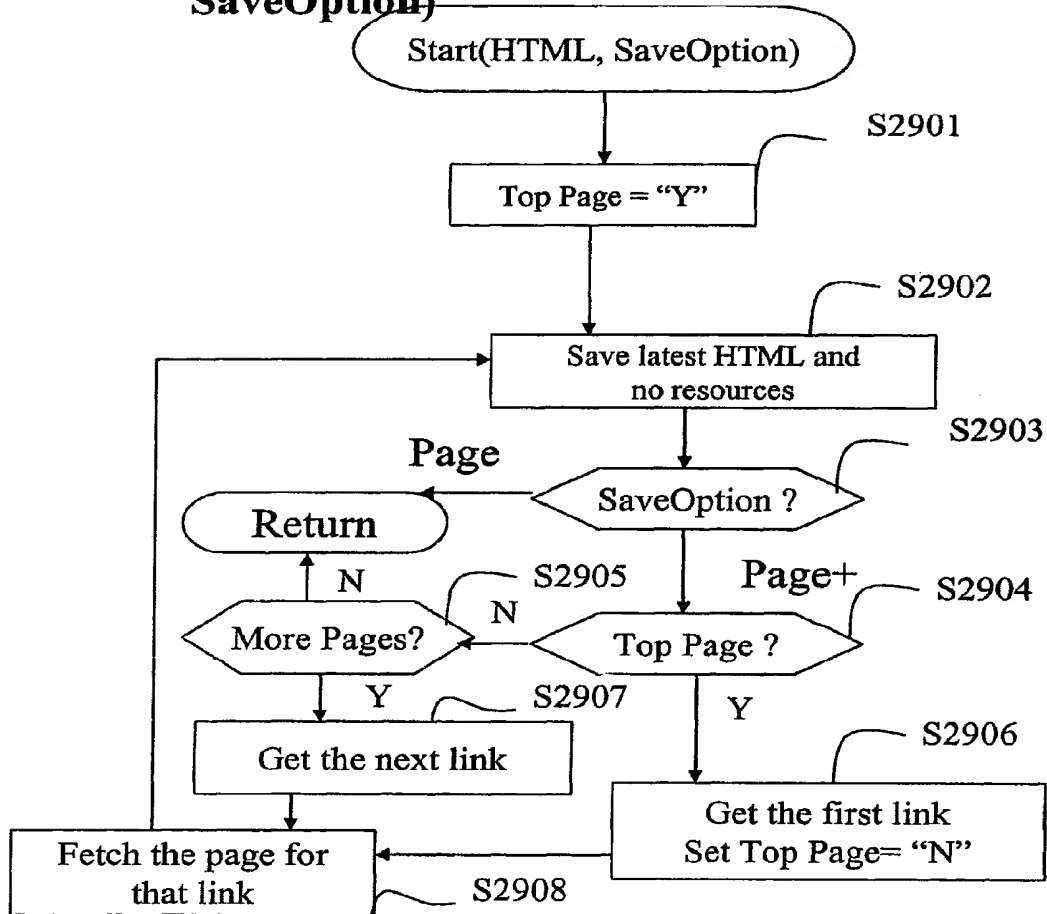 SaveOption)
Start(HTML, SaveOption)
S2901
Top Page = “Y”
S2902
Save latest HTML and
no resources
S2903
Page
SaveOption ?
Return
Page+
S2905
N
S2904
N
More Pages?
Top Page ?
Y
S2907
Y
S2906
Get the next link
Get the first link
Set Top Page= “N”
Fetch the page for
that link
S2908